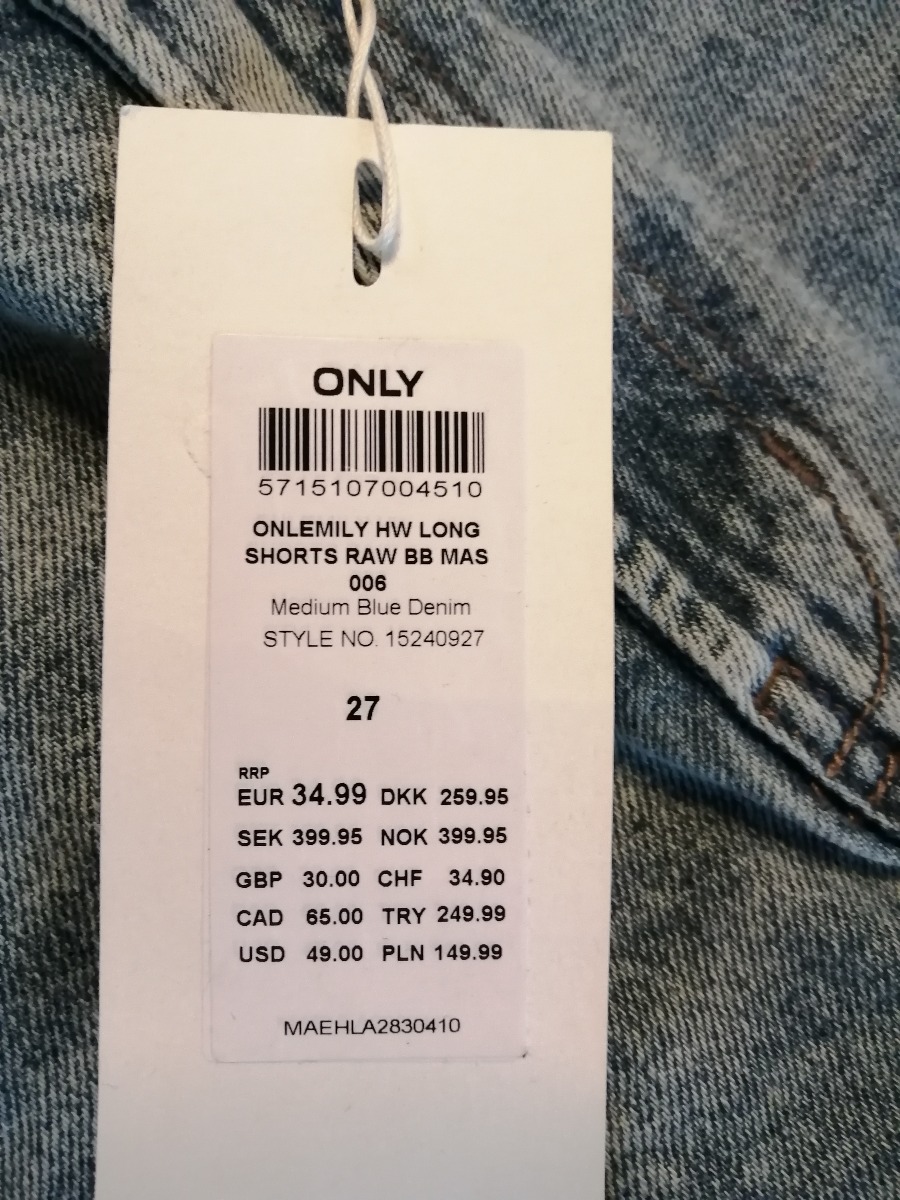 ONLY
5715107004510
ONLEMILY HW LONG
SHORTS RAW BB MAS
006
Medium Blue Denim
STYLE NO. 15240927
27
RRP
EUR 34.99 DKK 259.95
SEK 399.95 NOK 399.95
GBP 30.00 CHF 34.90
CAD 65.00 TRY 249.99
USD 49.00 PLN 149.99
MAEHLA2830410